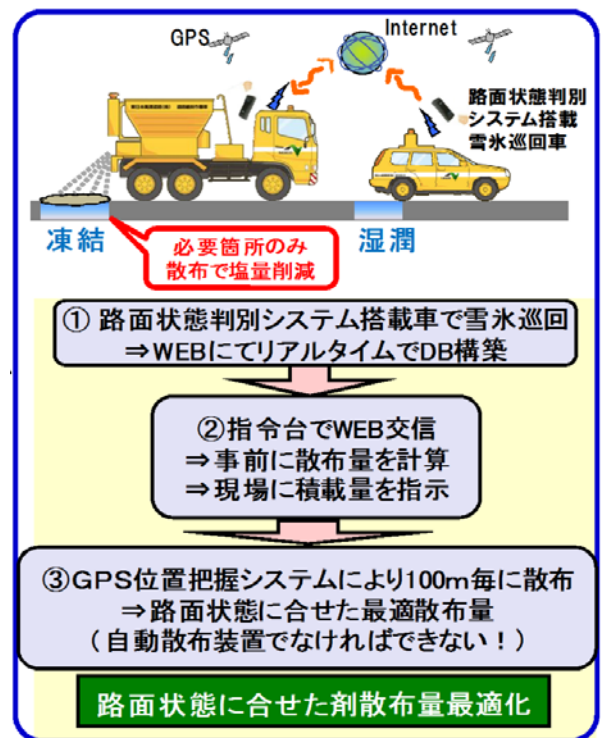 GPS
Internet
路面状態判別
システム搭載
雪氷巡回車
凍結
湿潤
必要箇所のみ
散布で塩量削減
① 路面状態判別システム搭載車で雪氷巡回
⇒WEBにてリアルタイムでDB構築
②指令台でWEB交信
⇒事前に散布量を計算
⇒現場に積載量を指示
③GPS位置把握システムにより100m毎に散布
⇒路面状態に合せた最適散布量
（自動散布装置でなければできない！）
路面状態に合せた剤散布量最適化